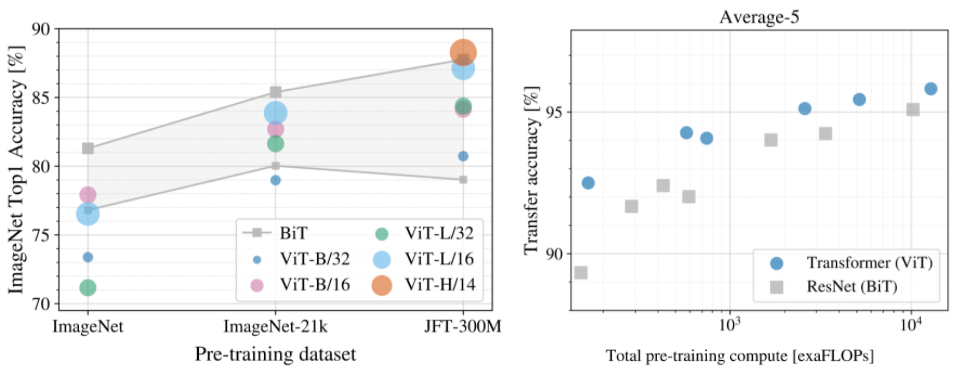 ImageNet Top1 Accuracy [%]
90
85
80
75
70
BiT
ViT-B/32
ViT-B/16
ViT-L/32
ViT-L/16
ViT-H/14
ImageNet
ImageNet-21k
JFT-300M
Pre-training dataset
Average-5
Transfer accuracy [%]
95
90
Transformer (ViT)
ResNet (BiT)
10³
10⁴
Total pre-training compute [exaFLOPs]